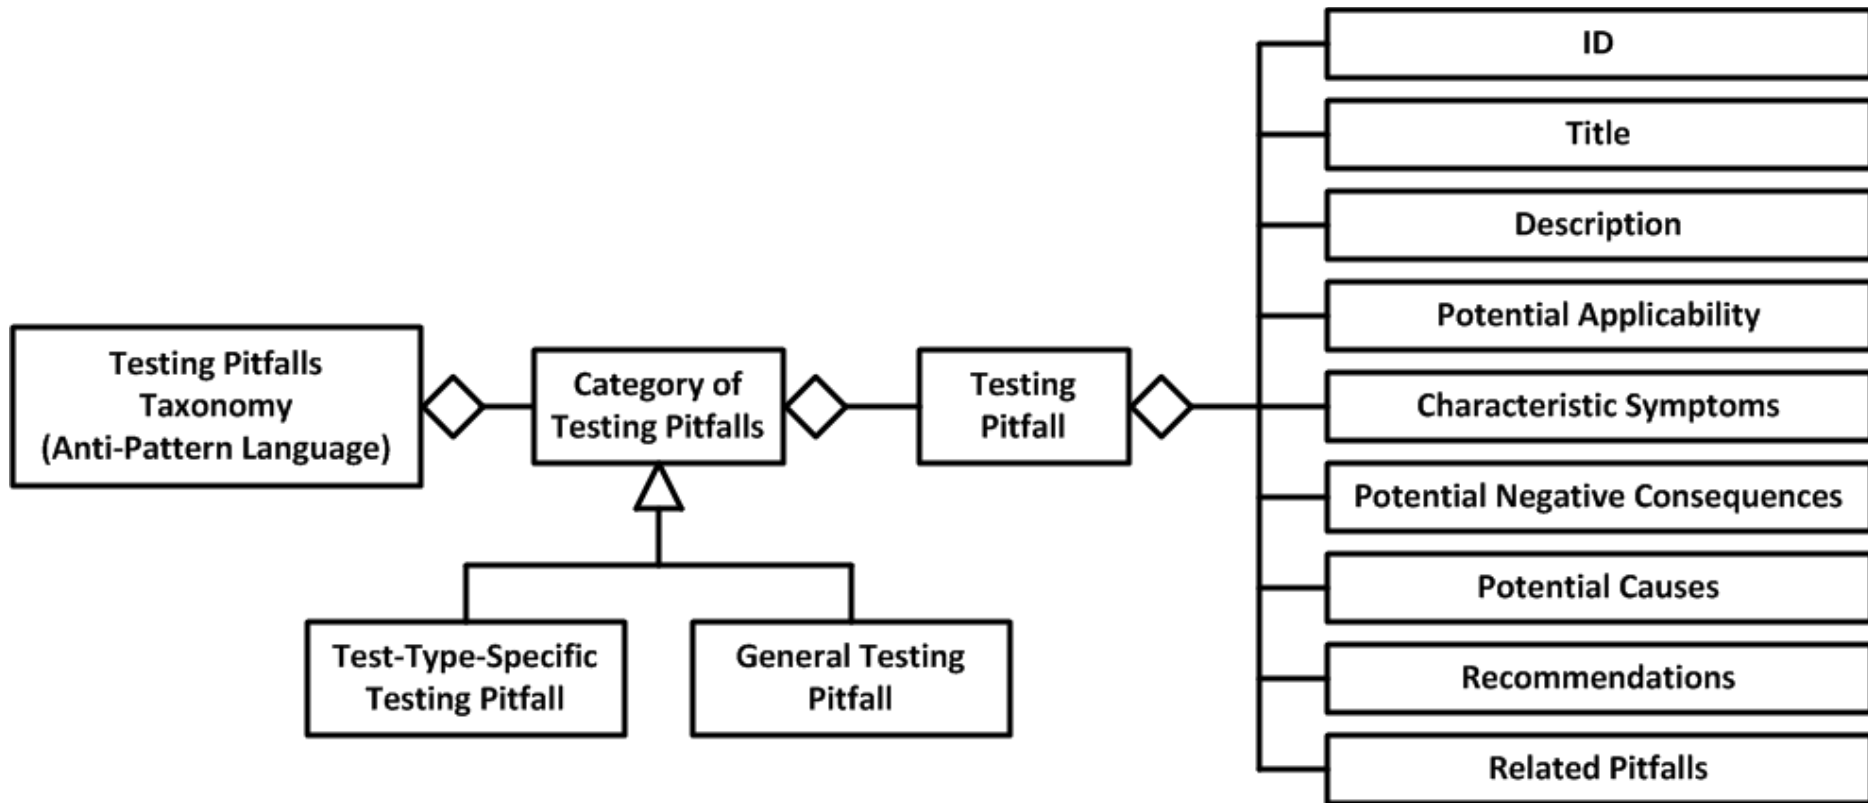 Testing Pitfalls
Taxonomy
(Anti-Pattern Language)
Category of
Testing Pitfalls
Testing
Pitfall
Test-Type-Specific
Testing Pitfall
General Testing
Pitfall
ID
Title
Description
Potential Applicability
Characteristic Symptoms
Potential Negative Consequences
Potential Causes
Recommendations
Related Pitfalls